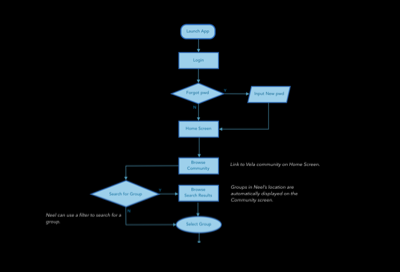 Launch App
Login
Forgot pwd
Y
Input New pwd
N
Home Screen
Browse
Community
Link to Vela community on Home Screen.
Search for Group
Y
Browse
Search Results
Groups in Neel's location are
automatically displayed on the
Community screen.
N
Neel can use a filter to search for a
group.
Select Group